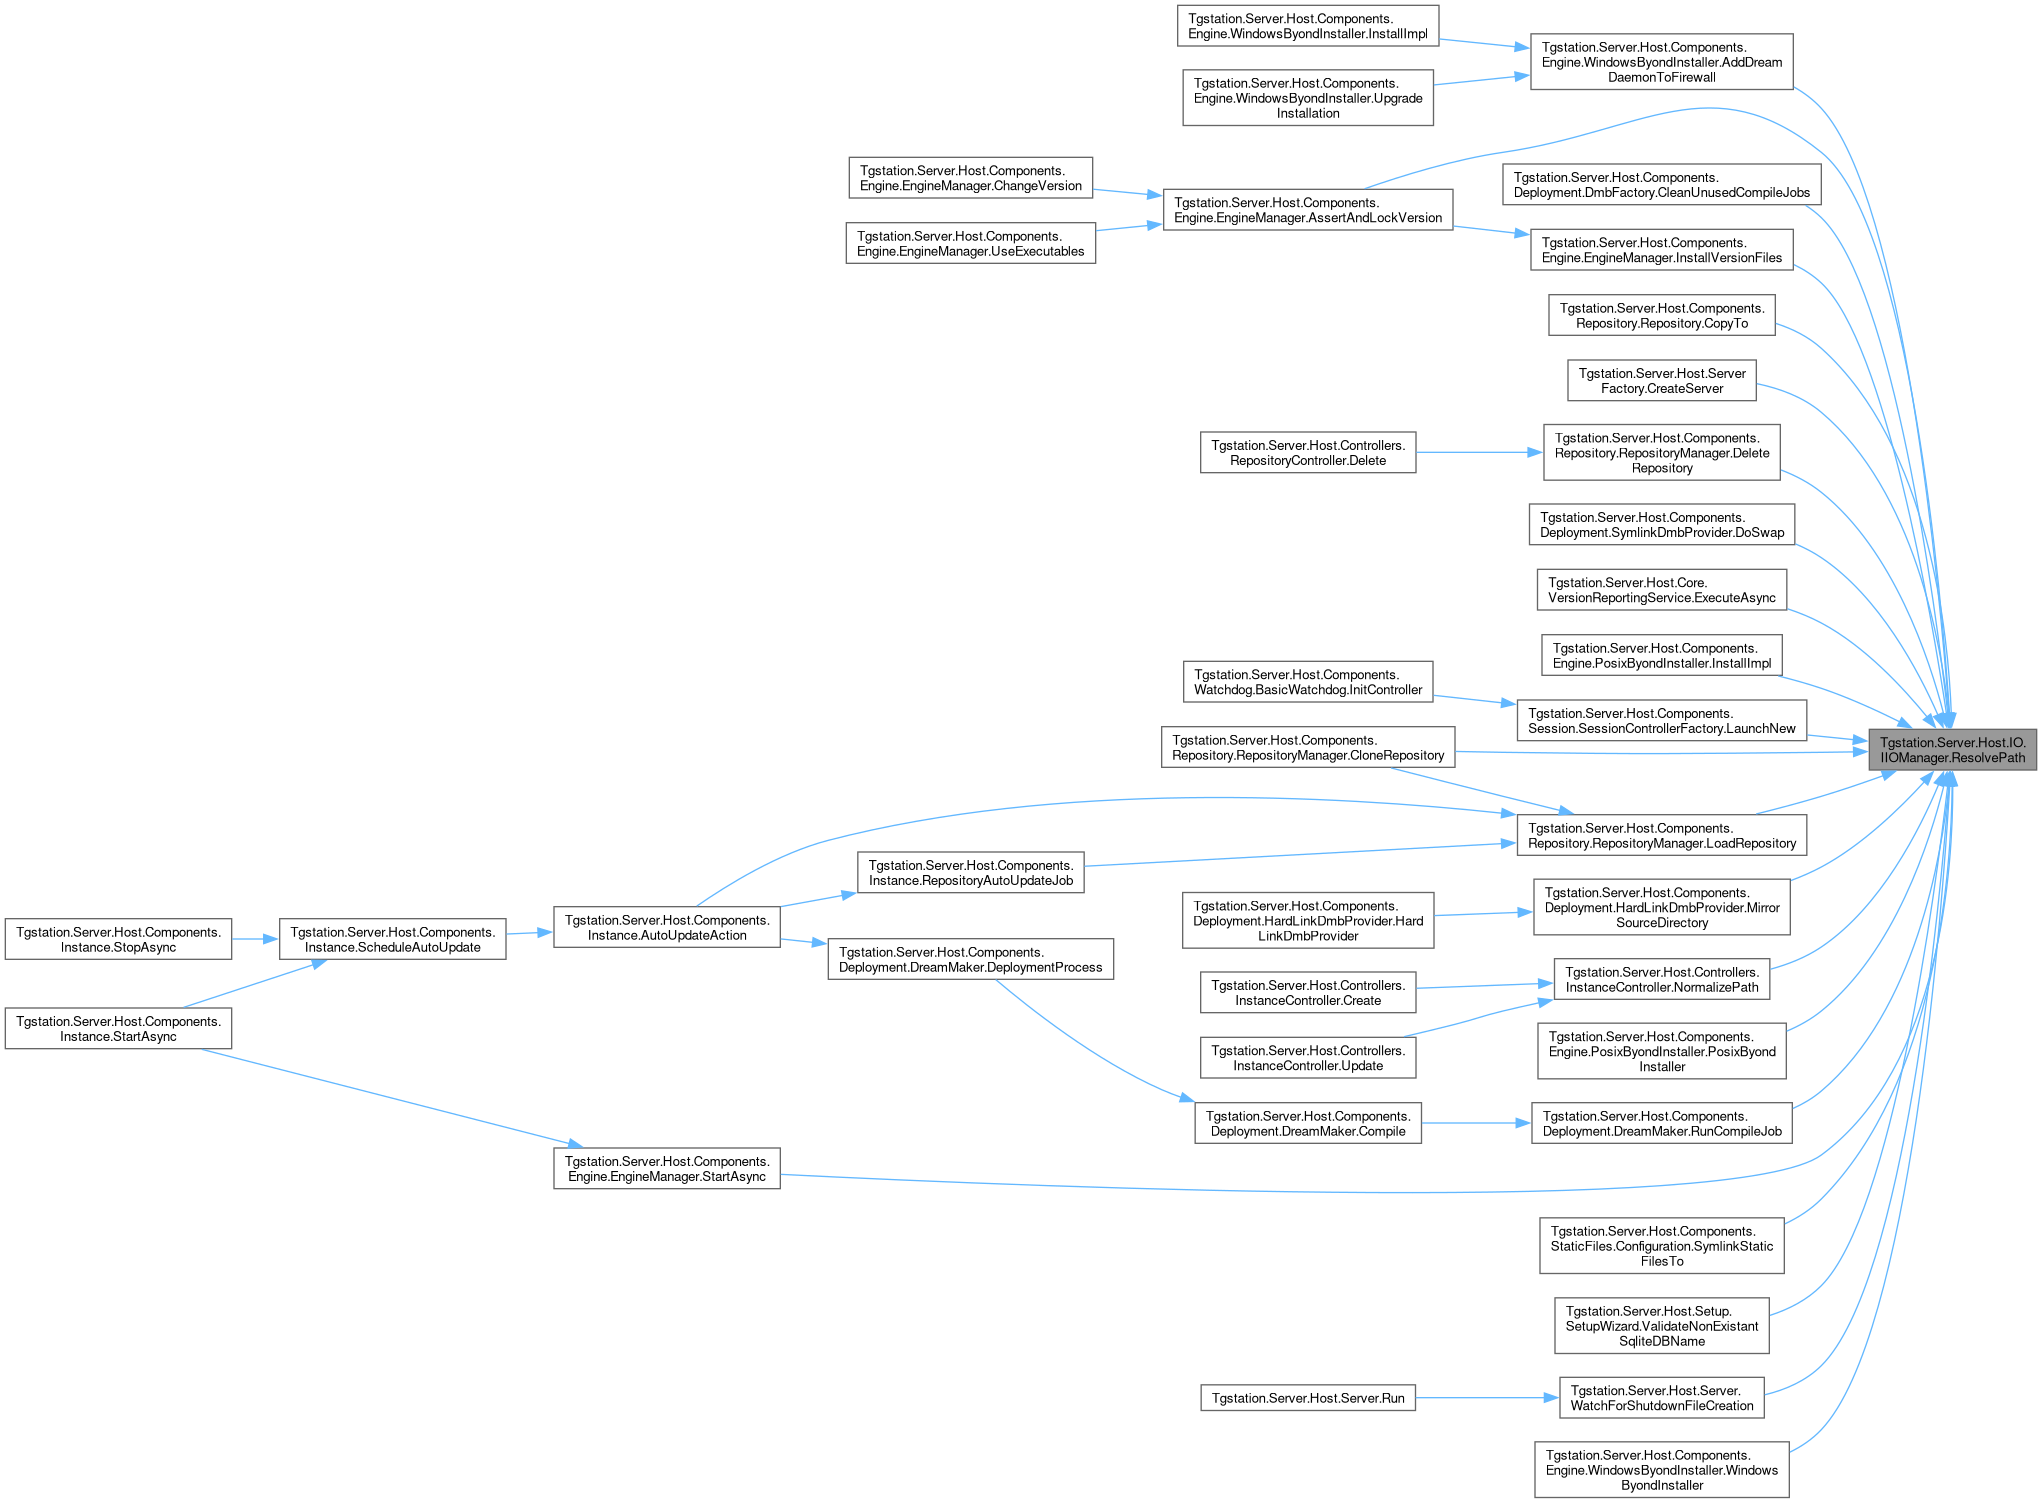 Tgstation.Server.Host.Components.
Engine.WindowsByondInstaller.InstallImpl
Tgstation.Server.Host.Components.
Engine.WindowsByondInstaller.AddDream
DaemonToFirewall
Tgstation.Server.Host.Components.
Engine.WindowsByondInstaller.Upgrade
Installation
Tgstation.Server.Host.Components.
Engine.EngineManager.ChangeVersion
Tgstation.Server.Host.Components.
Deployment.DmbFactory.CleanUnusedCompileJobs
Tgstation.Server.Host.Components.
Engine.EngineManager.AssertAndLockVersion
Tgstation.Server.Host.Components.
Engine.EngineManager.UseExecutables
Tgstation.Server.Host.Components.
Engine.EngineManager.InstallVersionFiles
Tgstation.Server.Host.Components.
Repository.Repository.CopyTo
Tgstation.Server.Host.Server
Factory.CreateServer
Tgstation.Server.Host.Controllers.
RepositoryController.Delete
Tgstation.Server.Host.Components.
Repository.RepositoryManager.Delete
Repository
Tgstation.Server.Host.Components.
Deployment.SymlinkDmbProvider.DoSwap
Tgstation.Server.Host.Core.
VersionReportingService.ExecuteAsync
Tgstation.Server.Host.Components.
Engine.PosixByondInstaller.InstallImpl
Tgstation.Server.Host.Components.
Watchdog.BasicWatchdog.InitController
Tgstation.Server.Host.Components.
Session.SessionControllerFactory.LaunchNew
Tgstation.Server.Host.Components.
Repository.RepositoryManager.CloneRepository
Tgstation.Server.Host.IO.
IIOManager.ResolvePath
Tgstation.Server.Host.Components.
Repository.RepositoryManager.LoadRepository
Tgstation.Server.Host.Components.
Instance.RepositoryAutoUpdateJob
Tgstation.Server.Host.Components.
Deployment.HardLinkDmbProvider.Hard
LinkDmbProvider
Tgstation.Server.Host.Components.
Deployment.HardLinkDmbProvider.Mirror
SourceDirectory
Tgstation.Server.Host.Components.
Instance.StopAsync
Tgstation.Server.Host.Components.
Instance.ScheduleAutoUpdate
Tgstation.Server.Host.Components.
Instance.AutoUpdateAction
Tgstation.Server.Host.Components.
Deployment.DreamMaker.DeploymentProcess
Tgstation.Server.Host.Controllers.
InstanceController.Create
Tgstation.Server.Host.Controllers.
InstanceController.NormalizePath
Tgstation.Server.Host.Components.
Instance.StartAsync
Tgstation.Server.Host.Controllers.
InstanceController.Update
Tgstation.Server.Host.Components.
Engine.PosixByondInstaller.PosixByond
Installer
Tgstation.Server.Host.Components.
Deployment.DreamMaker.Compile
Tgstation.Server.Host.Components.
Deployment.DreamMaker.RunCompileJob
Tgstation.Server.Host.Components.
Engine.EngineManager.StartAsync
Tgstation.Server.Host.Components.
StaticFiles.Configuration.SymlinkStatic
FilesTo
Tgstation.Server.Host.Setup.
SetupWizard.ValidateNonExistant
SqliteDBName
Tgstation.Server.Host.Server.Run
Tgstation.Server.Host.Server.
WatchForShutdownFileCreation
Tgstation.Server.Host.Components.
Engine.WindowsByondInstaller.Windows
ByondInstaller